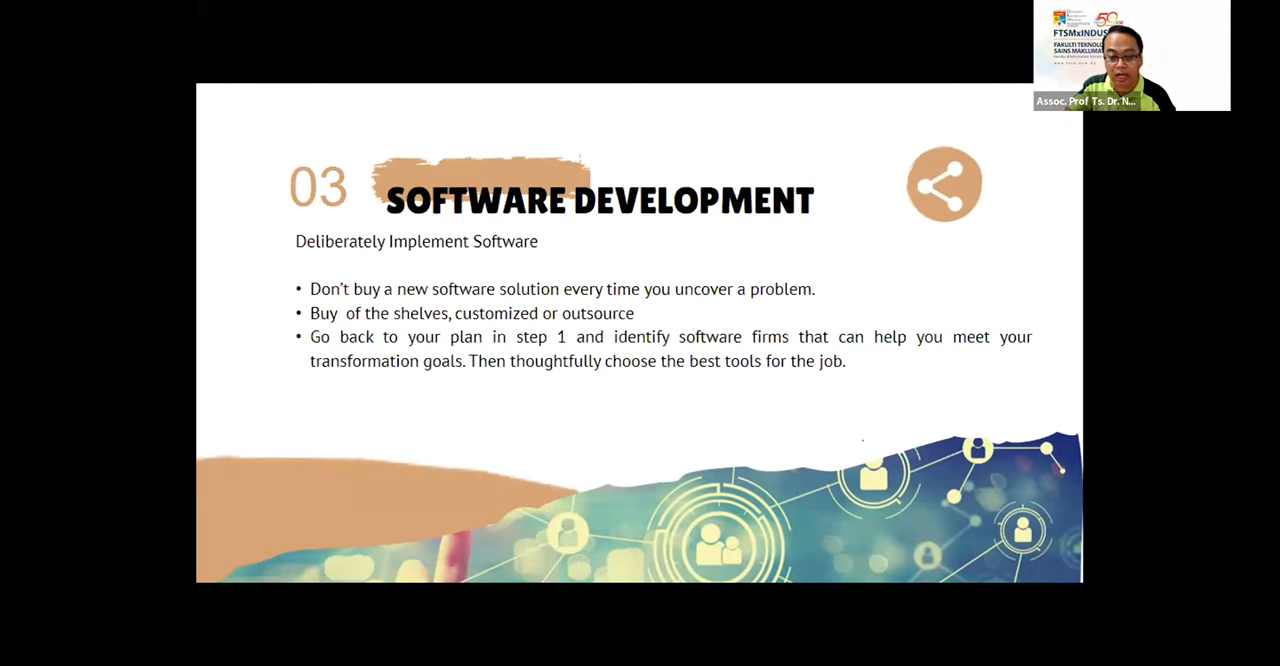 50
FTSMxINDUS
FAKULTI TEKNOLO
SAINS MAKLUMAT
Assoc. Prof Ts. Dr. N...
03
SOFTWARE DEVELOPMENT
Deliberately Implement Software
• Don't buy a new software solution every time you uncover a problem.
• Buy of the shelves, customized or outsource
• Go back to your plan in step 1 and identify software firms that can help you meet your
transformation goals. Then thoughtfully choose the best tools for the job.